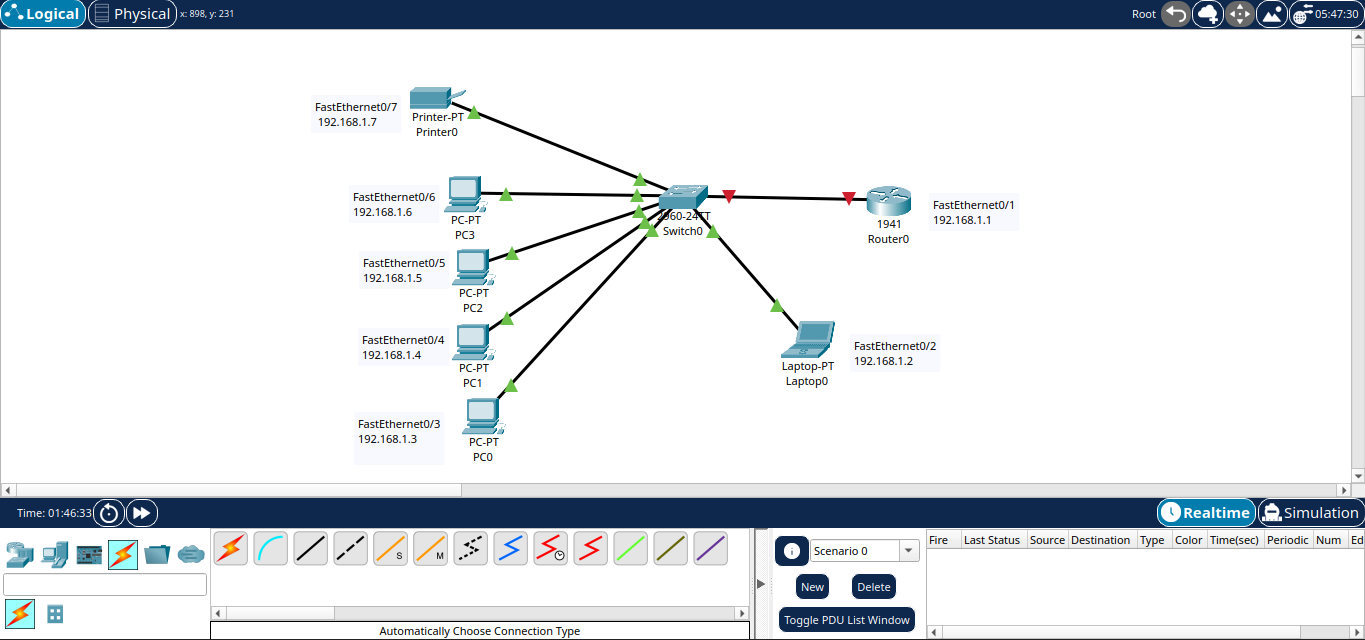 Logical
Physical
x: 898, y: 231
Root
05:47:30
FastEthernet0/7
192.168.1.7
Printer-PT
Printer0
FastEthernet0/6
192.168.1.6
PC-PT
PC3
2960-24TT
Switch0
1941
Router0
FastEthernet0/1
192.168.1.1
FastEthernet0/5
192.168.1.5
PC-PT
PC2
FastEthernet0/4
192.168.1.4
PC-PT
PC1
FastEthernet0/2
192.168.1.2
Laptop-PT
Laptop0
FastEthernet0/3
192.168.1.3
PC-PT
PC0
Time: 01:46:33
Realtime
Simulation
S
M
Automatically Choose Connection Type
Scenario 0
New
Delete
Toggle PDU List Window
Fire Last Status Source Destination Type Color Time(sec) Periodic Num Ed